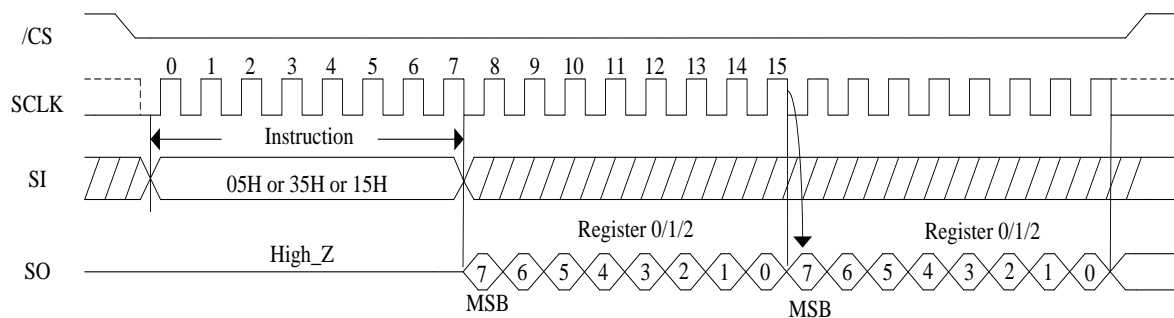 /CS
0 1 2 3 4 5 6 7 8 9 10 11 12 13 14 15
SCLK
Instruction
SI
05H or 35H or 15H
Register 0/1/2 Register 0/1/2
High_Z
SO
7 6 5 4 3 2 1 0 7 6 5 4 3 2 1 0
MSB MSB